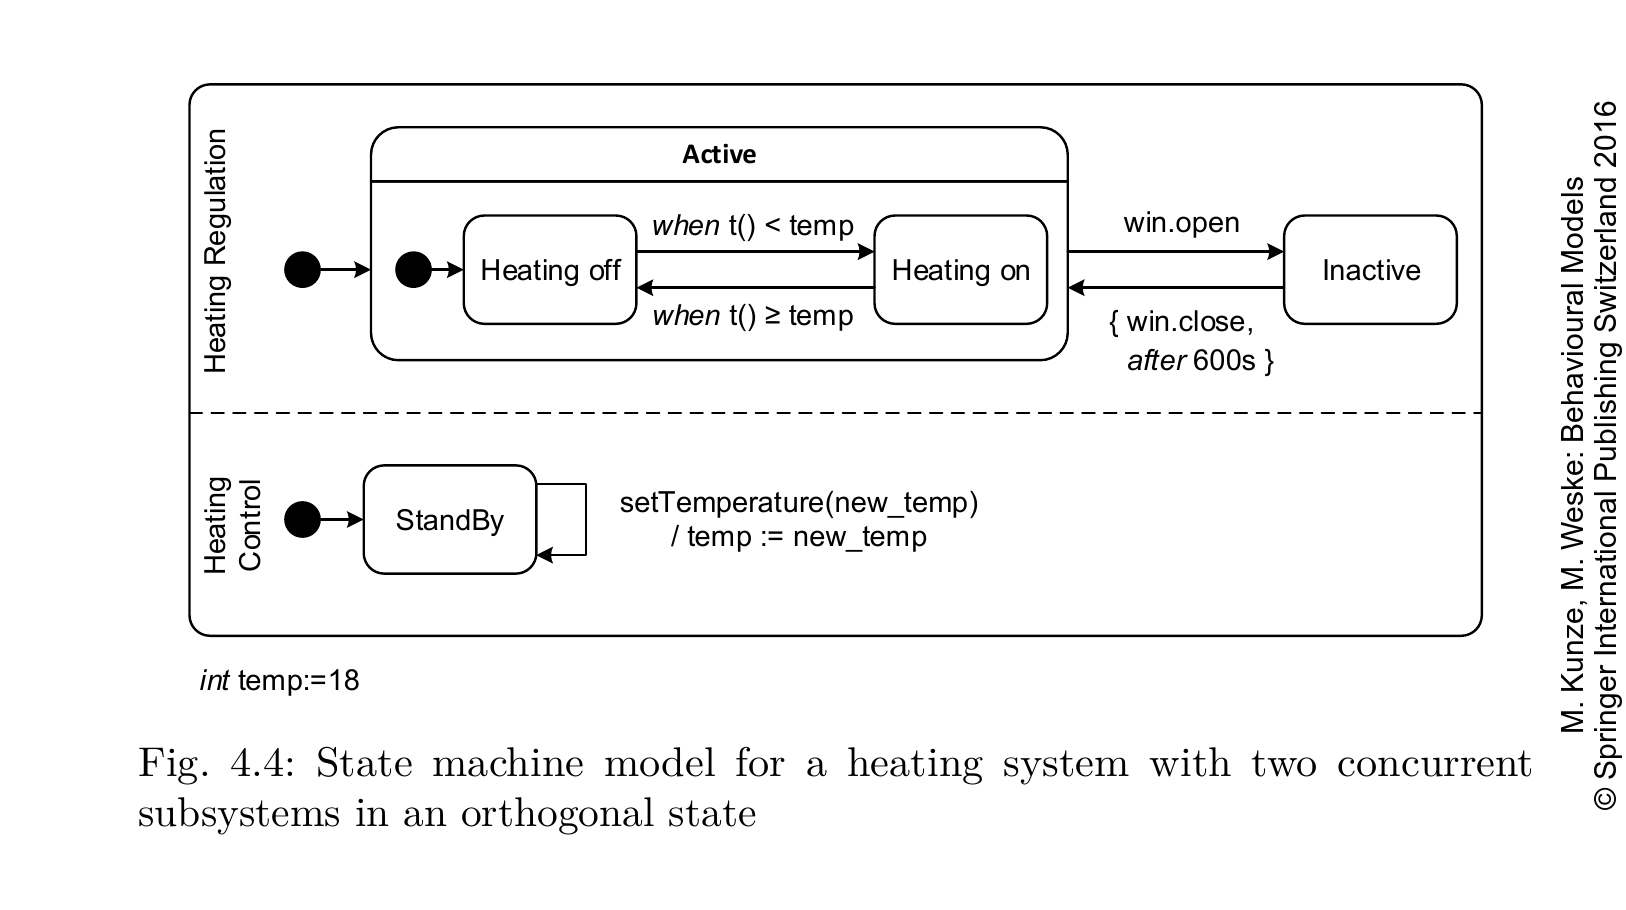 Heating Regulation
Active
Heating off
when t() < temp
when t() ≥ temp
Heating on
win.open
{ win.close,
after 600s }
Inactive
Heating
Control
StandBy
setTemperature(new_temp)
/ temp := new_temp
int temp:=18
Fig. 4.4: State machine model for a heating system with two concurrent
subsystems in an orthogonal state
M. Kunze, M. Weske: Behavioural Models
© Springer International Publishing Switzerland 2016